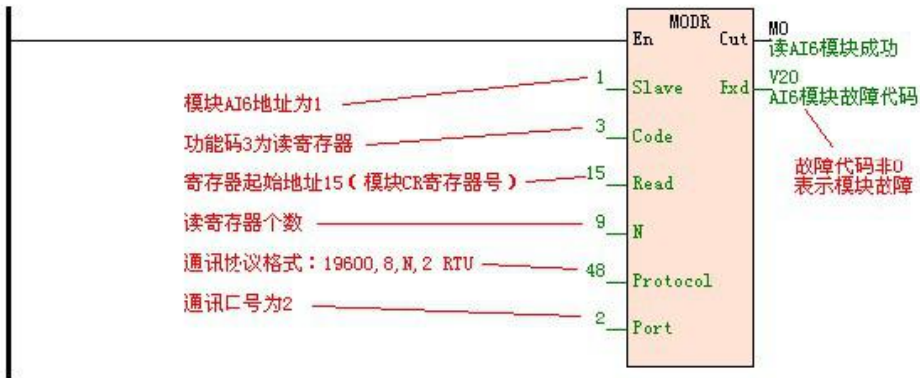 MODR
En
Cut
M0
读AI6模块成功
模块AI6地址为1
1
Slave
Rxd
V20
AI6模块故障代码
功能码3为读寄存器
3
Code
故障代码非0
表示模块故障
寄存器起始地址15(模块CR寄存器号)
15
Read
读寄存器个数
9
N
通讯协议格式:19600,8,N,2 RTU
48
Protocol
通讯口号为2
2
Port